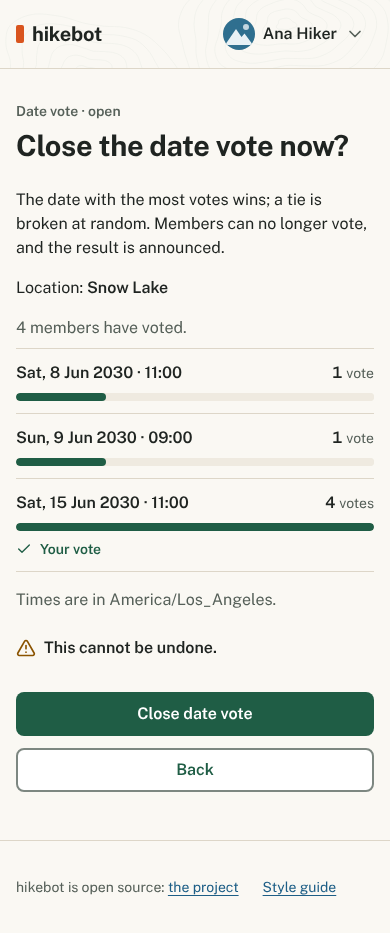 hikebot
Ana Hiker
Date vote · open
Close the date vote now?
The date with the most votes wins; a tie is
broken at random. Members can no longer vote,
and the result is announced.
Location: Snow Lake
4 members have voted.
Sat, 8 Jun 2030 · 11:00 1 vote
Sun, 9 Jun 2030 · 09:00 1 vote
Sat, 15 Jun 2030 · 11:00 4 votes
Your vote
Times are in America/Los_Angeles.
This cannot be undone.
Close date vote
Back
hikebot is open source: the project Style guide